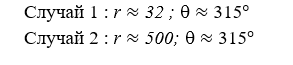 Случай 1 : r ≈ 32 ; θ ≈ 315°
Случай 2 : r ≈ 500; θ ≈ 315°